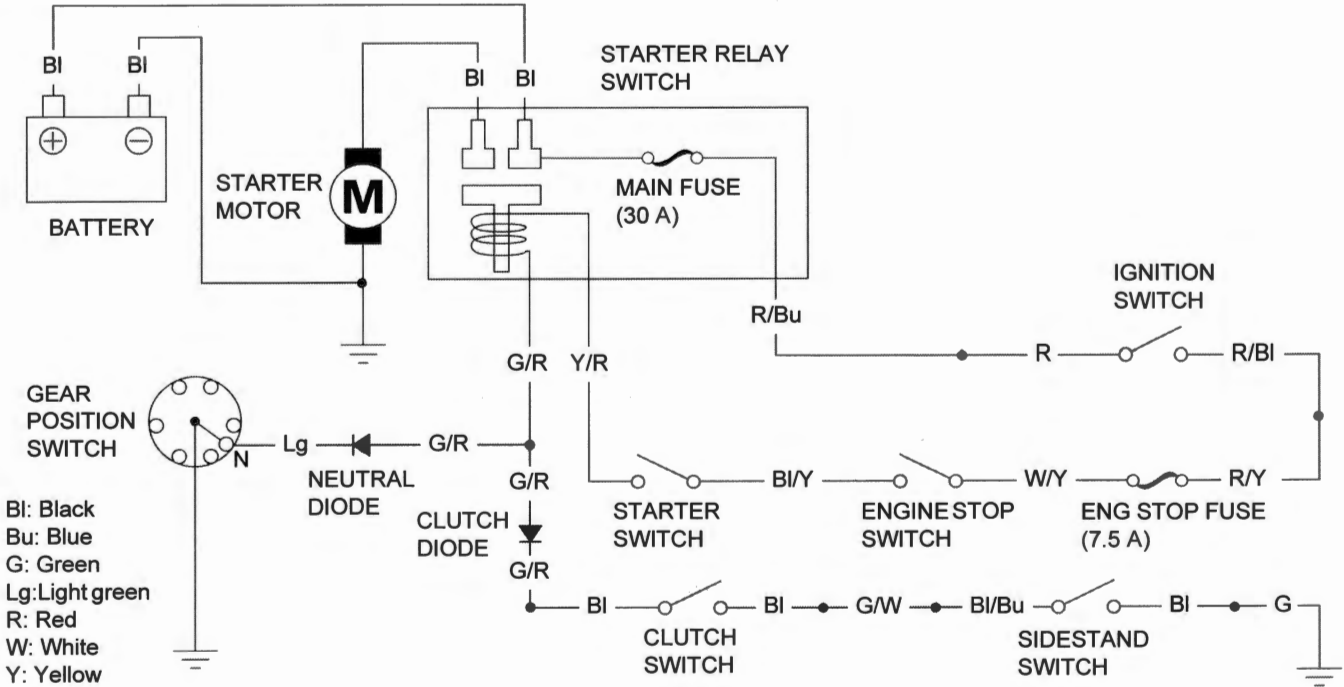 Bl
Bl
+
−
BATTERY
STARTER
MOTOR
M
Bl
Bl
STARTER RELAY
SWITCH
MAIN FUSE
(30 A)
R/Bu
IGNITION
SWITCH
R
R/Bl
G/R
Y/R
GEAR
POSITION
SWITCH
N
Lg
G/R
NEUTRAL
DIODE
G/R
CLUTCH
DIODE
G/R
STARTER
SWITCH
Bl/Y
ENGINE STOP
SWITCH
W/Y
R/Y
ENG STOP FUSE
(7.5 A)
Bl
CLUTCH
SWITCH
Bl
G/W
Bl/Bu
SIDESTAND
SWITCH
Bl
G
Bl: Black
Bu: Blue
G: Green
Lg:Light green
R: Red
W: White
Y: Yellow